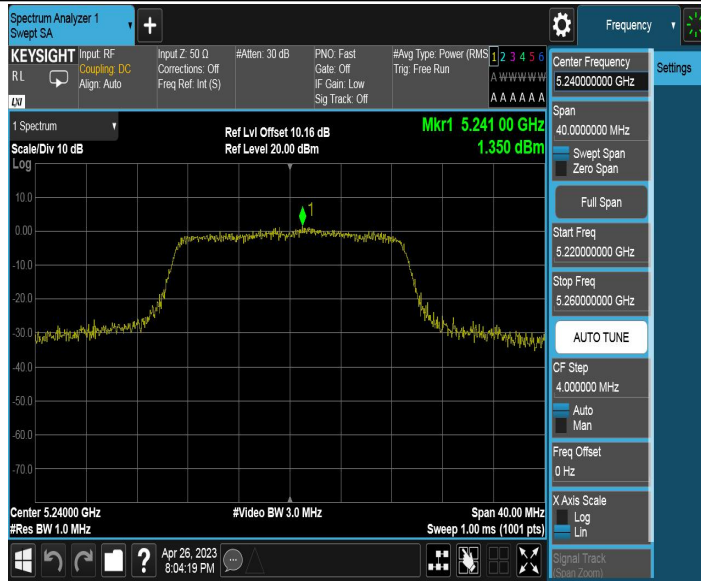 Spectrum Analyzer 1
Swept SA
+
Frequency
KEYSIGHT
RL
LXI
Input: RF
Coupling: DC
Align: Auto
Input Z: 50 Ω
Corrections: Off
Freq Ref: Int (S)
#Atten: 30 dB
PNO: Fast
Gate: Off
IF Gain: Low
Sig Track: Off
#Avg Type: Power (RMS
Trig: Free Run
1 2 3 4 5 6
A W W W W W
A A A A A A
1 Spectrum
Scale/Div 10 dB
Log
Ref Lvl Offset 10.16 dB
Ref Level 20.00 dBm
Mkr1 5.241 00 GHz
1.350 dBm
1
10.0
0.00
-10.0
-20.0
-30.0
-40.0
-50.0
-60.0
-70.0
Center 5.24000 GHz
#Res BW 1.0 MHz
#Video BW 3.0 MHz
Span 40.00 MHz
Sweep 1.00 ms (1001 pts)
Center Frequency
5.240000000 GHz
Settings
Span
40.0000000 MHz
Swept Span
Zero Span
Full Span
Start Freq
5.220000000 GHz
Stop Freq
5.260000000 GHz
AUTO TUNE
CF Step
4.000000 MHz
Auto
Man
Freq Offset
0 Hz
X Axis Scale
Log
Lin
Signal Track
(Span Zoom)
?
Apr 26, 2023
8:04:19 PM